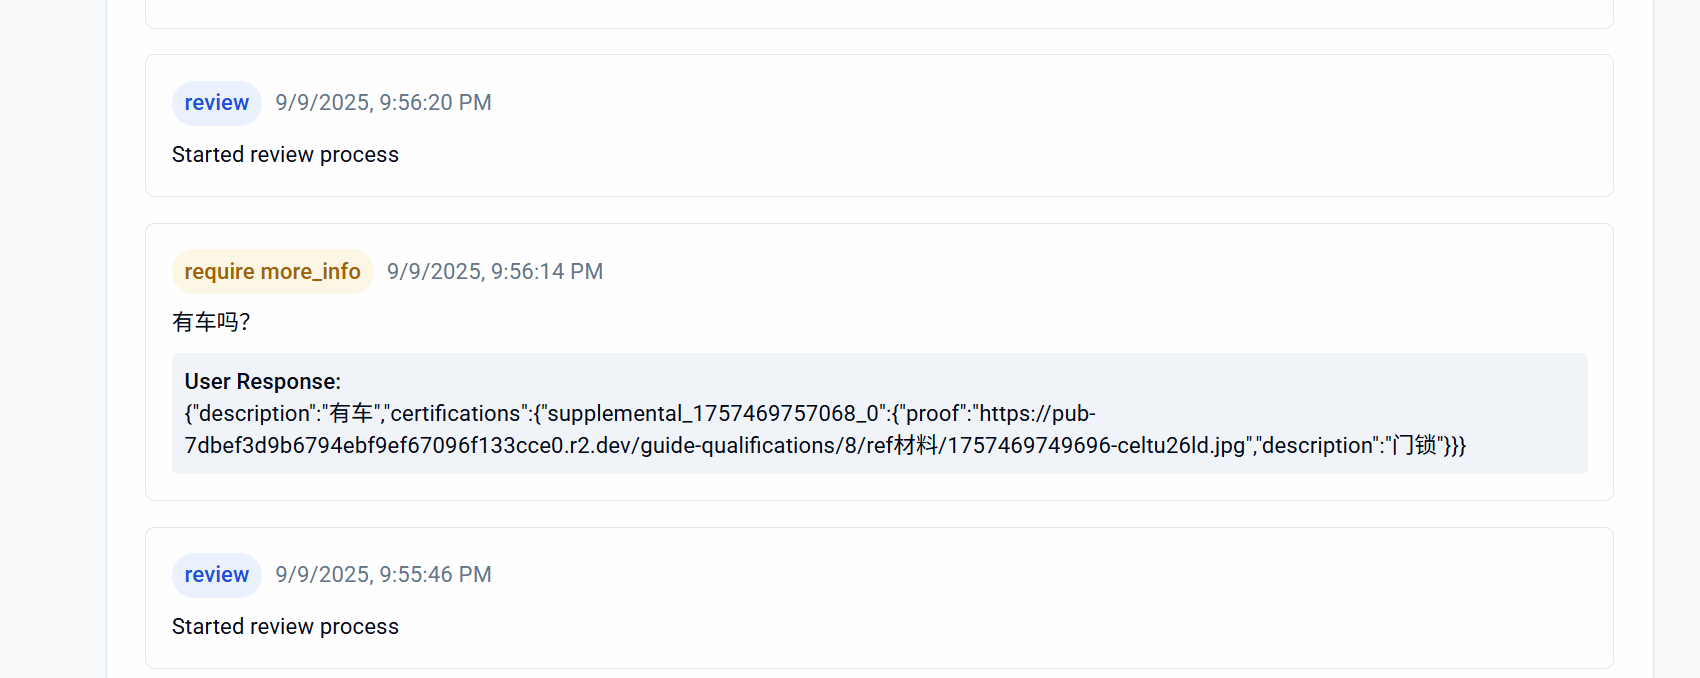 review 9/9/2025, 9:56:20 PM
Started review process
require more_info 9/9/2025, 9:56:14 PM
有车吗?
User Response:
{"description":"有车","certifications":{"supplemental_1757469757068_0":{"proof":"https://pub-
7dbef3d9b6794ebf9ef67096f133cce0.r2.dev/guide-qualifications/8/ref材料/1757469749696-celtu26ld.jpg","description":"门锁"}}}
review 9/9/2025, 9:55:46 PM
Started review process